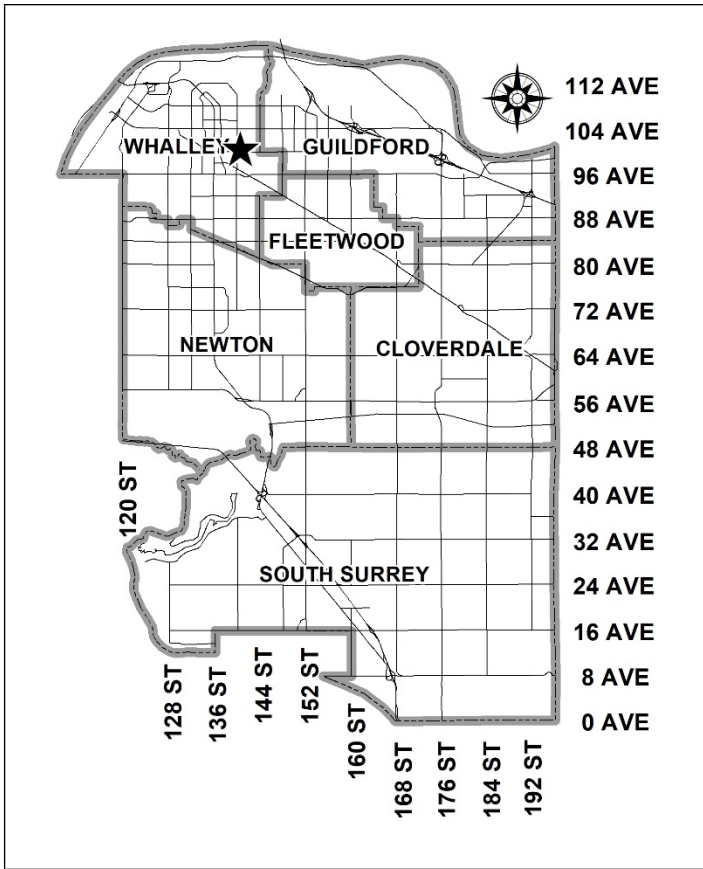 112 AVE
104 AVE
WHALLEY
GUILDFORD
96 AVE
88 AVE
FLEETWOOD
80 AVE
72 AVE
NEWTON
CLOVERDALE
64 AVE
56 AVE
48 AVE
120 ST
40 AVE
32 AVE
SOUTH SURREY
24 AVE
16 AVE
8 AVE
0 AVE
128 ST
136 ST
144 ST
152 ST
160 ST
168 ST
176 ST
184 ST
192 ST